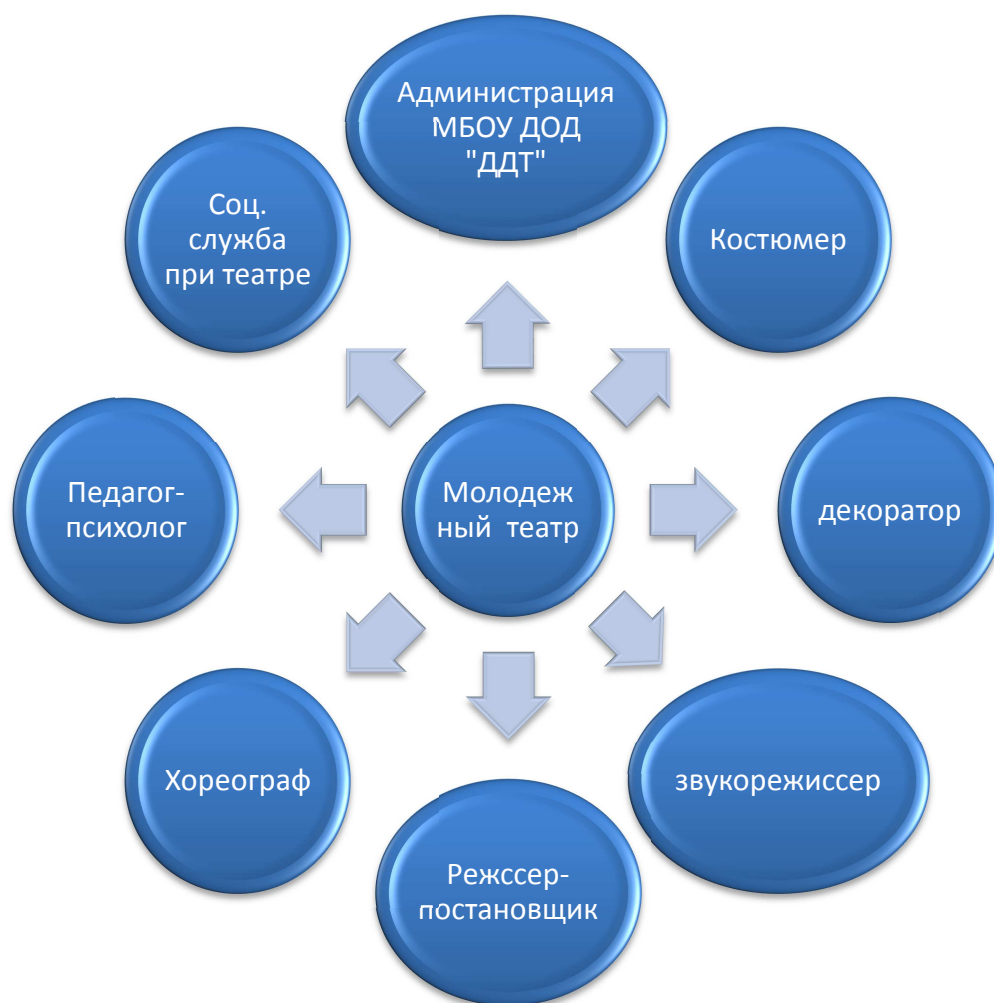 Администрация
МБОУ ДОД
"ДДТ"
Соц.
служба
при театре
Костюмер
Педагог-
психолог
Молодеж
ный театр
декоратор
Хореограф
звукорежиссер
Режссер-
постановщик